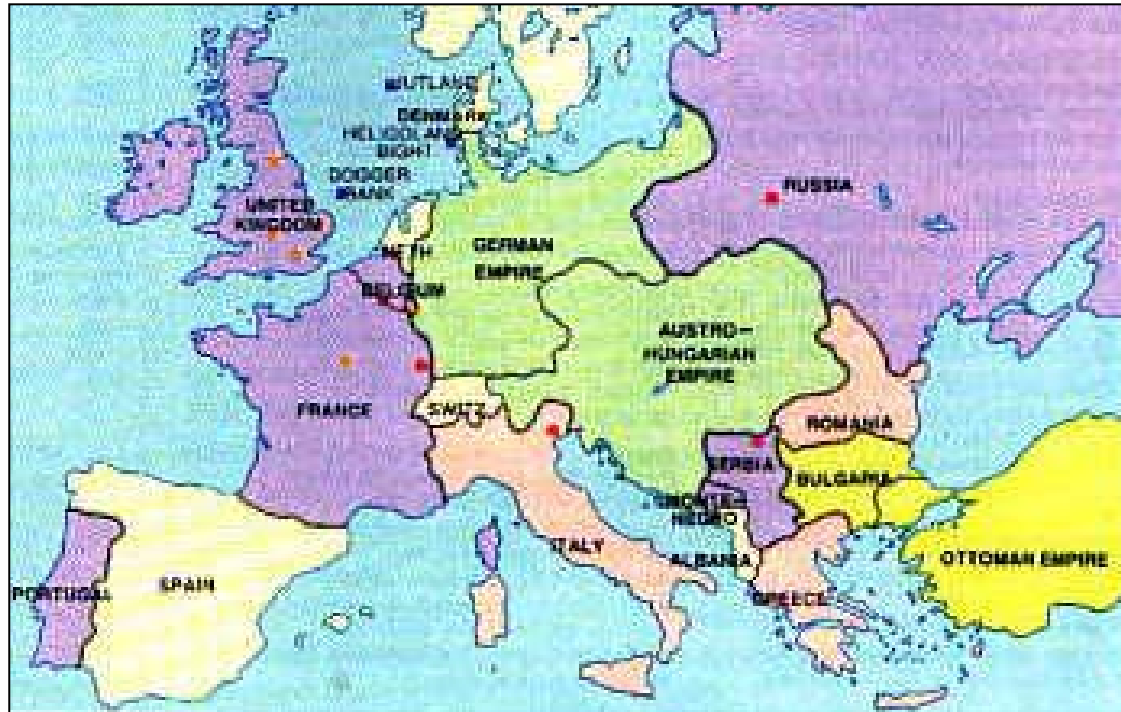 JUTLAND
DENMARK
HELIGOLAND
BIGHT
DOGGER
BANK
RUSSIA
UNITED
KINGDOM
NETH
GERMAN
EMPIRE
BELGIUM
AUSTRO-
HUNGARIAN
EMPIRE
FRANCE
SWITZ
ROMANIA
SERBIA
BULGARIA
MONTE-
NEGRO
ITALY
ALBANIA
OTTOMAN EMPIRE
PORTUGAL
SPAIN
GREECE